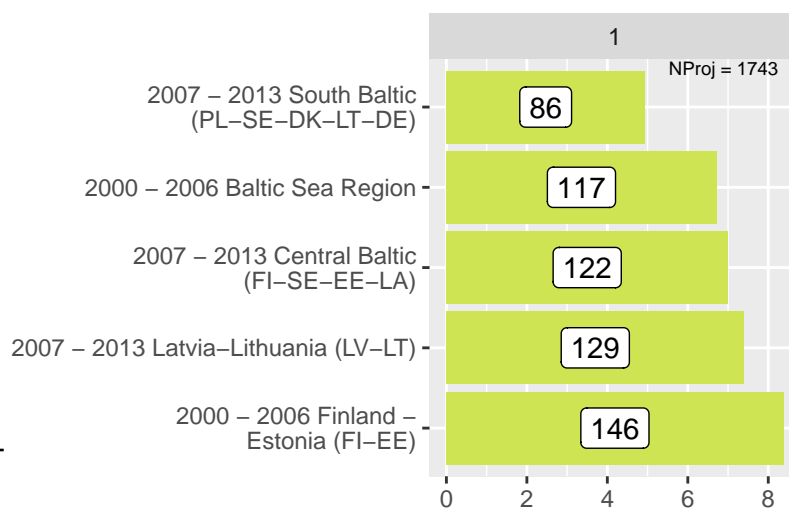 1
NProj = 1743
2007 − 2013 South Baltic
(PL−SE−DK−LT−DE)
86
2000 − 2006 Baltic Sea Region
117
2007 − 2013 Central Baltic
(FI−SE−EE−LA)
122
2007 − 2013 Latvia−Lithuania (LV−LT)
129
2000 − 2006 Finland −
Estonia (FI−EE)
146
0 2 4 6 8